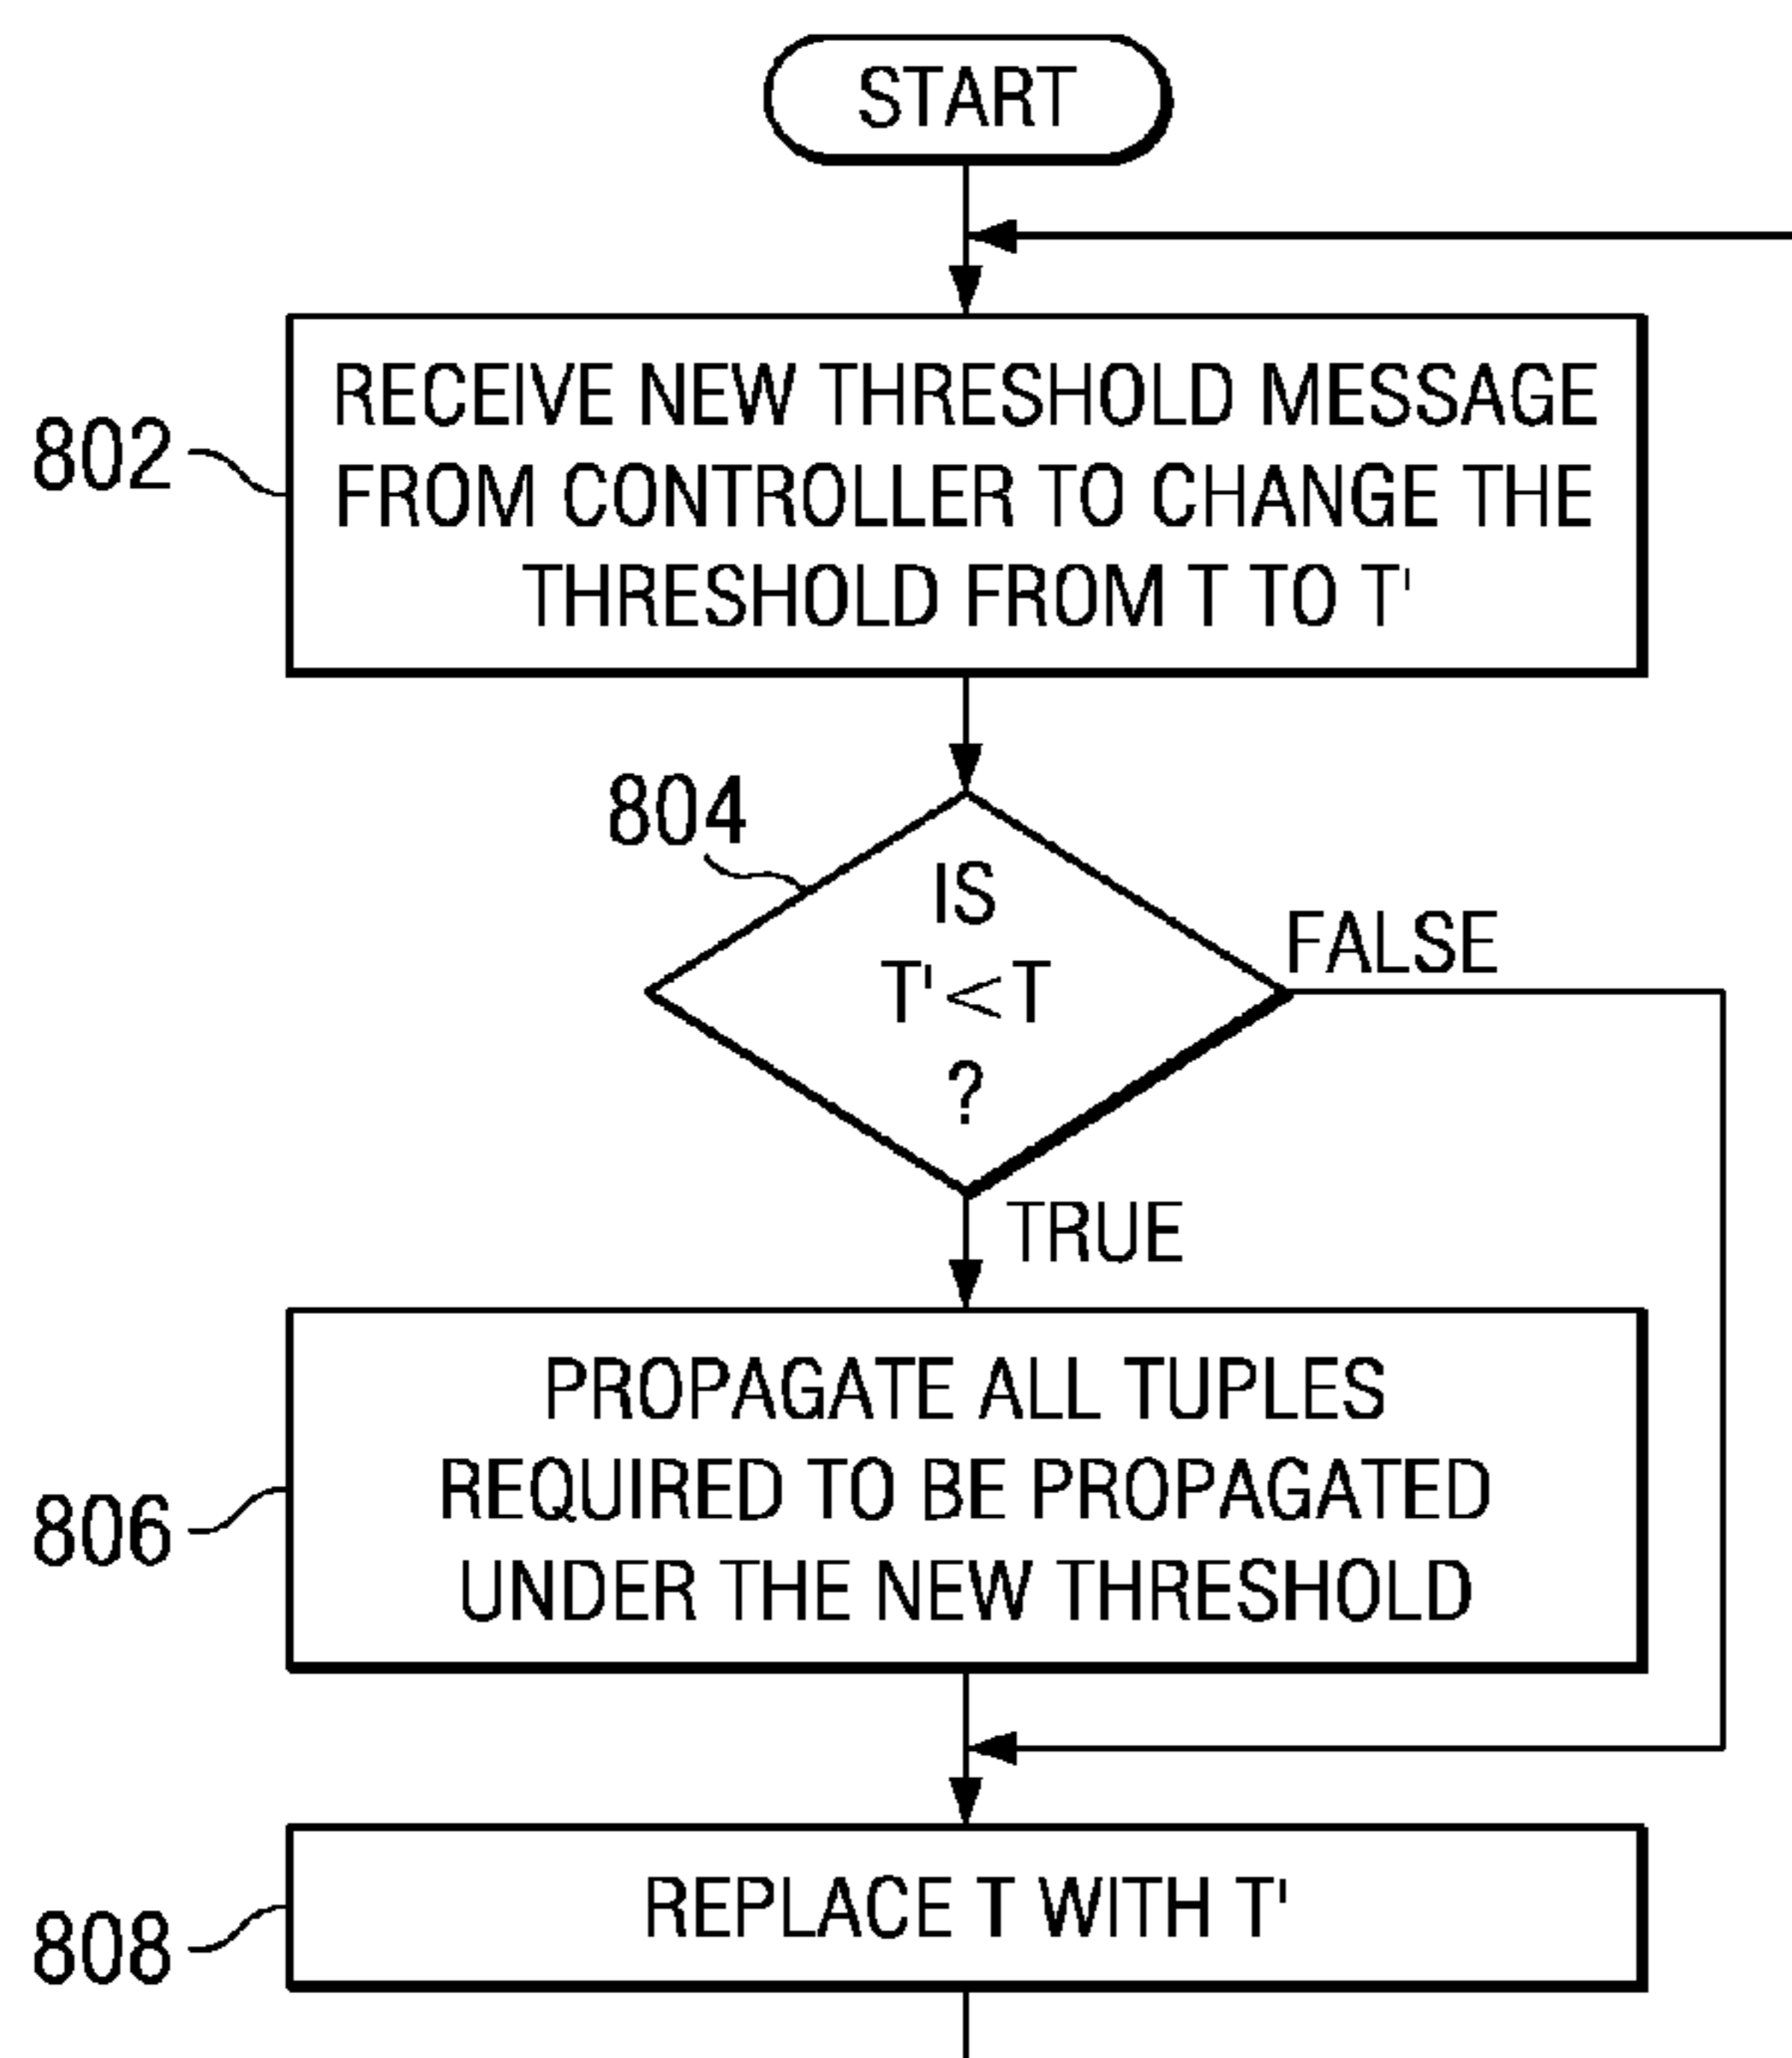 START
RECEIVE NEW THRESHOLD MESSAGE
FROM CONTROLLER TO CHANGE THE
THRESHOLD FROM T TO T'
802
804
IS
T'<T
?
FALSE
TRUE
PROPAGATE ALL TUPLES
REQUIRED TO BE PROPAGATED
UNDER THE NEW THRESHOLD
806
REPLACE T WITH T'
808